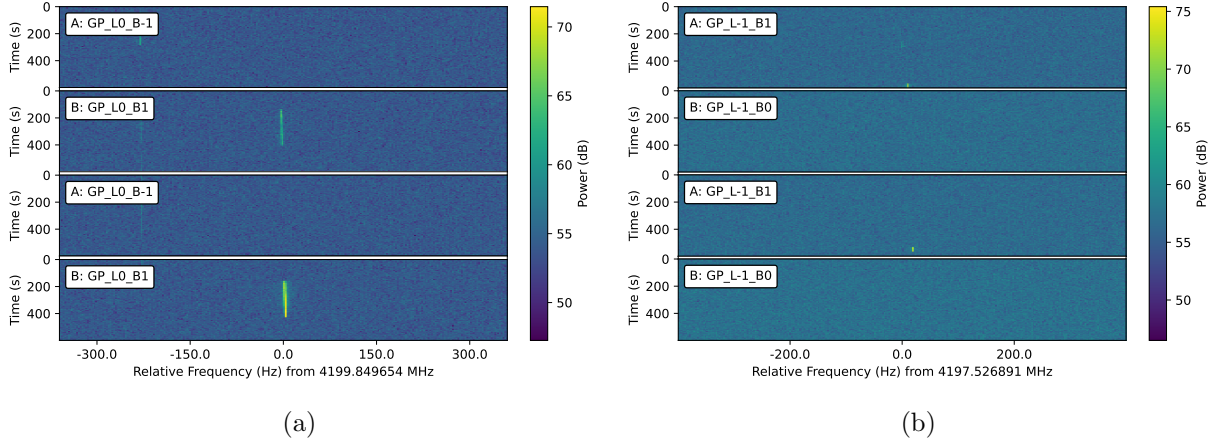 0
200
400
Time (s)
A: GP_L0_B-1
0
200
400
Time (s)
B: GP_L0_B1
0
200
400
Time (s)
A: GP_L0_B-1
0
200
400
Time (s)
B: GP_L0_B1
-300.0 -150.0 0.0 150.0 300.0
Relative Frequency (Hz) from 4199.849654 MHz
70
65
60
55
50
Power (dB)
(a)
0
200
400
Time (s)
A: GP_L-1_B1
0
200
400
Time (s)
B: GP_L-1_B0
0
200
400
Time (s)
A: GP_L-1_B1
0
200
400
Time (s)
B: GP_L-1_B0
-200.0 0.0 200.0
Relative Frequency (Hz) from 4197.526891 MHz
75
70
65
60
55
50
Power (dB)
(b)